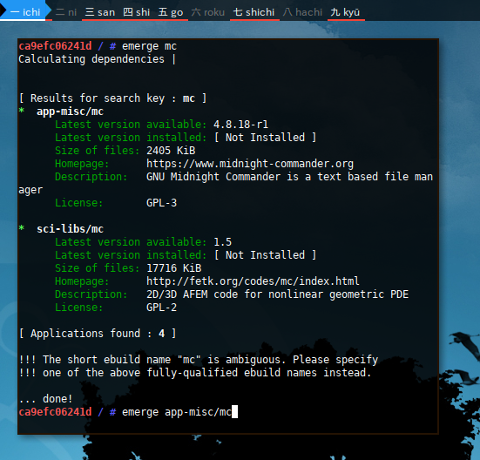 一 ichi 二 ni 三 san 四 shi 五 go 六 roku 七 shichi 八 hachi 九 kyū
ca9efc06241d / # emerge mc
Calculating dependencies |
[ Results for search key : mc ]
* app-misc/mc
Latest version available: 4.8.18-r1
Latest version installed: [ Not Installed ]
Size of files: 2405 KiB
Homepage: https://www.midnight-commander.org
Description: GNU Midnight Commander is a text based file man
ager
License: GPL-3
* sci-libs/mc
Latest version available: 1.5
Latest version installed: [ Not Installed ]
Size of files: 17716 KiB
Homepage: http://fetk.org/codes/mc/index.html
Description: 2D/3D AFEM code for nonlinear geometric PDE
License: GPL-2
[ Applications found : 4 ]
!!! The short ebuild name "mc" is ambiguous. Please specify
!!! one of the above fully-qualified ebuild names instead.
... done!
ca9efc06241d / # emerge app-misc/mc